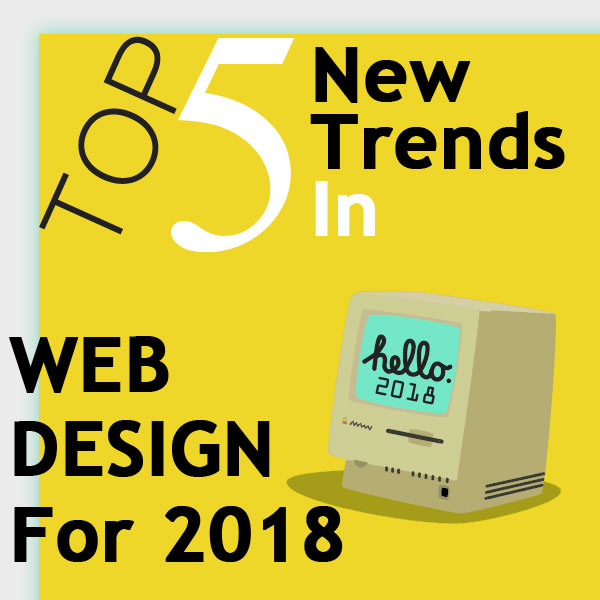 TOP 5
New
Trends
In
hello.
2018
WEB
DESIGN
For 2018